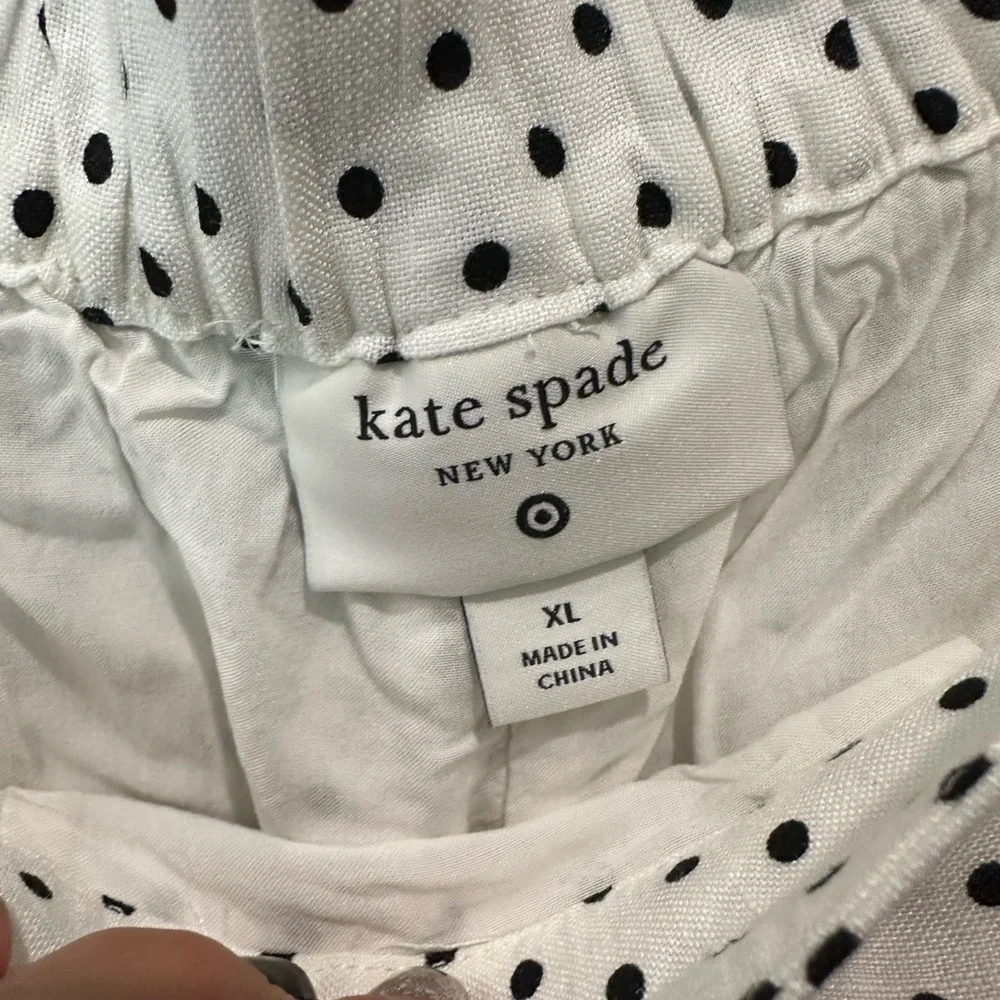 kate spade
NEW YORK
XL
MADE IN
CHINA